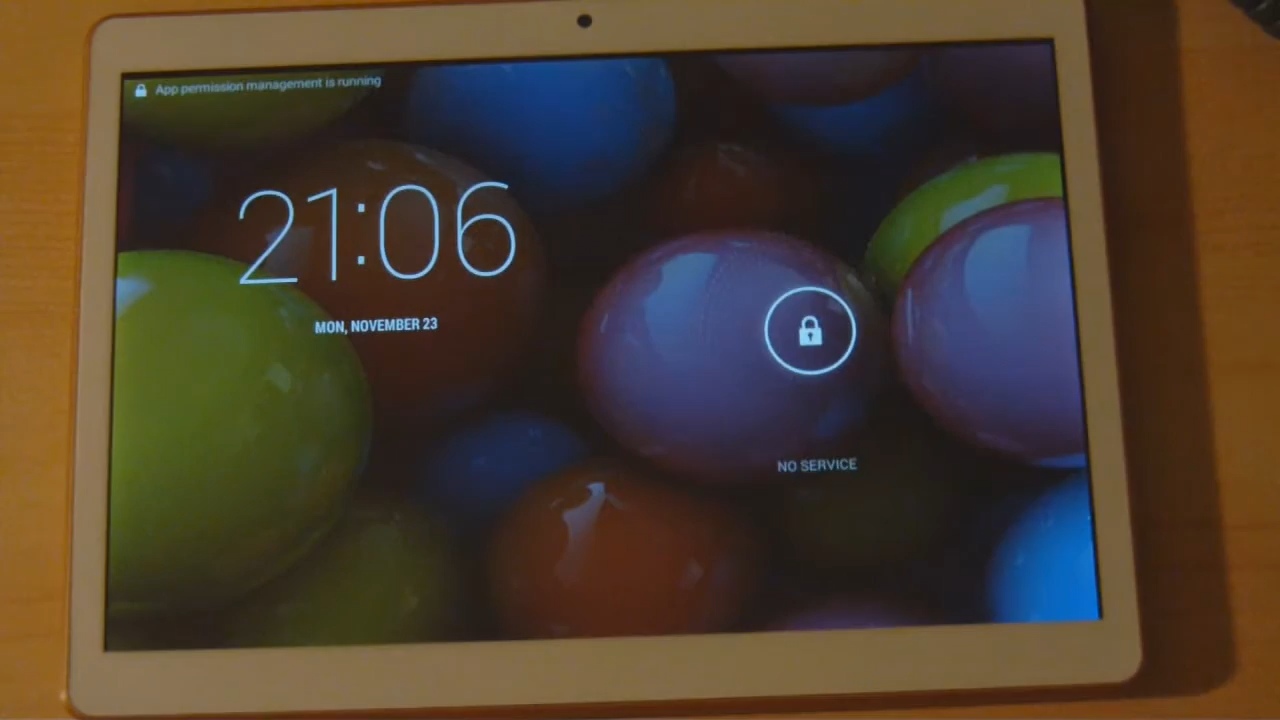 App permission management is running
21:06
MON, NOVEMBER 23
NO SERVICE